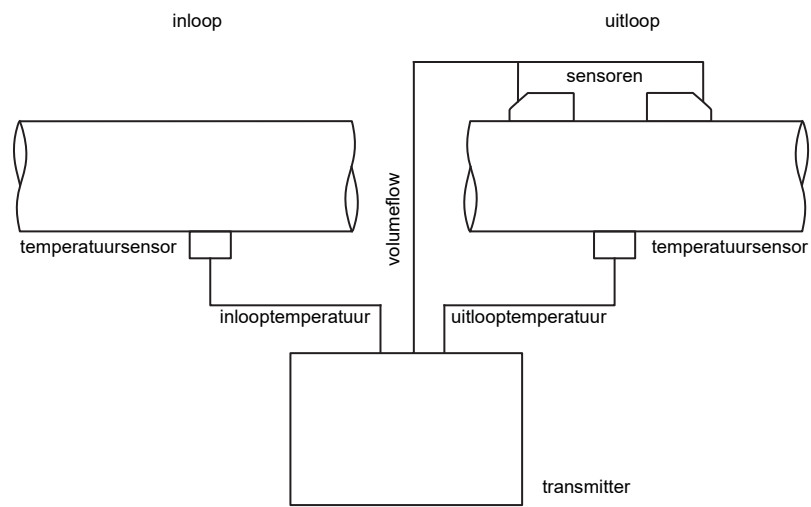 inloop
uitloop
sensoren
volumeflow
temperatuursensor
temperatuursensor
inlooptemperatuur
uitlooptemperatuur
transmitter